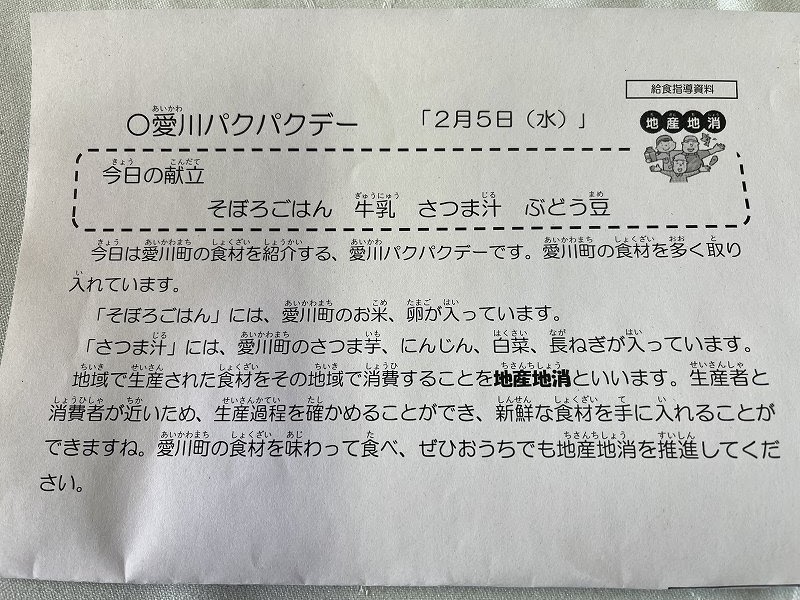 給食指導資料
○愛川パクパクデー 「2月5日（水）」
地産地消
今日の献立
そぼろごはん 牛乳 さつま汁 ぶどう豆
今日は愛川町の食材を紹介する、愛川パクパクデーです。愛川町の食材を多く取り
入れています。
「そぼろごはん」には、愛川町のお米、卵が入っています。
「さつま汁」には、愛川町のさつま芋、にんじん、白菜、長ねぎが入っています。
地域で生産された食材をその地域で消費することを地産地消といいます。生産者と
消費者が近いため、生産過程を確かめることができ、新鮮な食材を手に入れることが
できますね。愛川町の食材を味わって食べ、ぜひおうちでも地産地消を推進してくだ
さい。